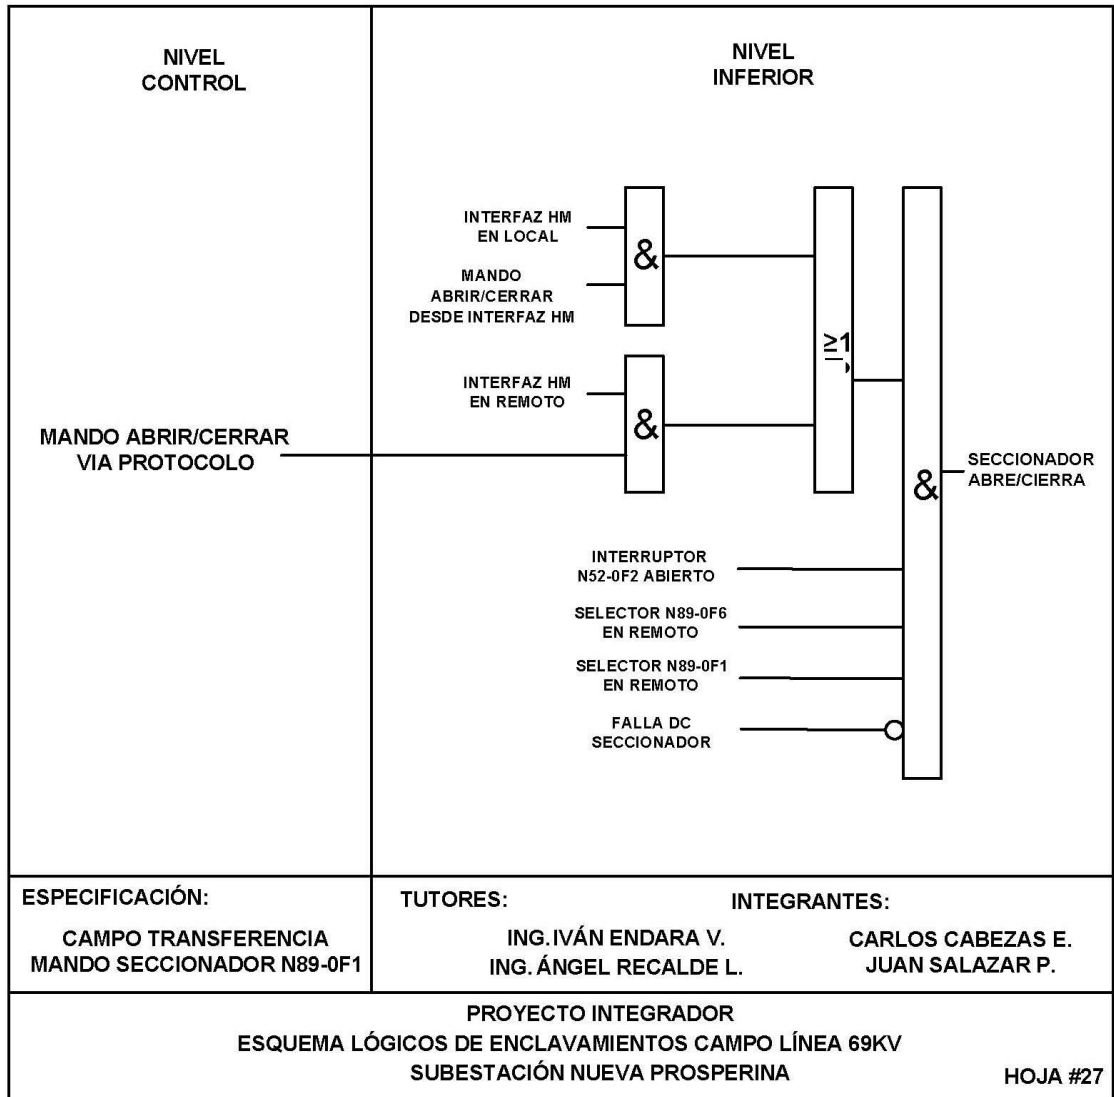 NIVEL
CONTROL
NIVEL
INFERIOR
INTERFAZ HM
EN LOCAL
&
MANDO
ABRIR/CERRAR
DESDE INTERFAZ HM
≥1
INTERFAZ HM
EN REMOTO
&
MANDO ABRIR/CERRAR
VIA PROTOCOLO
&
SECCIONADOR
ABRE/CIERRA
INTERRUPTOR
N52-0F2 ABIERTO
SELECTOR N89-0F6
EN REMOTO
SELECTOR N89-0F1
EN REMOTO
FALLA DC
SECCIONADOR
ESPECIFICACIÓN:
CAMPO TRANSFERENCIA
MANDO SECCIONADOR N89-0F1
TUTORES:
ING. IVÁN ENDARA V.
ING. ÁNGEL RECALDE L.
INTEGRANTES:
CARLOS CABEZAS E.
JUAN SALAZAR P.
PROYECTO INTEGRADOR
ESQUEMA LÓGICOS DE ENCLAVAMIENTOS CAMPO LÍNEA 69KV
SUBESTACIÓN NUEVA PROSPERINA
HOJA #27